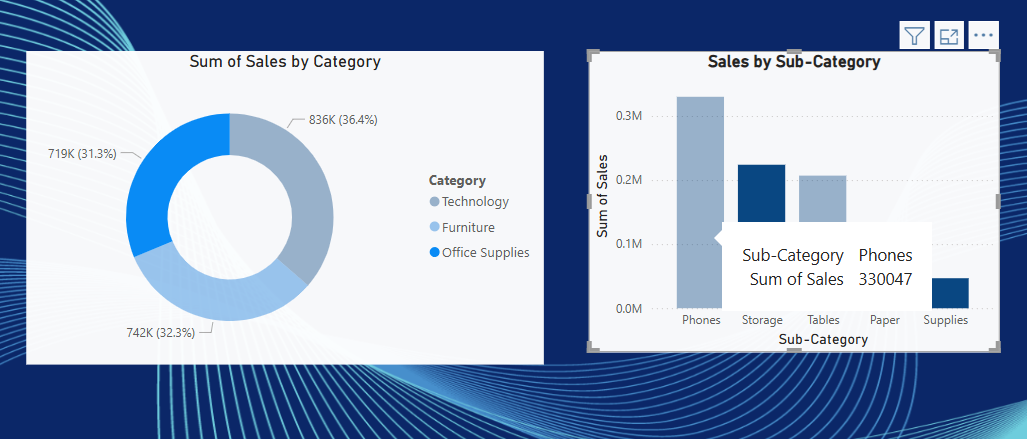 Sum of Sales by Category
836K (36.4%)
719K (31.3%)
742K (32.3%)
Category
Technology
Furniture
Office Supplies
Sales by Sub-Category
Sum of Sales
0.3M
0.2M
0.1M
0.0M
Sub-Category Phones
Sum of Sales 330047
Phones Storage Tables Paper Supplies
Sub-Category